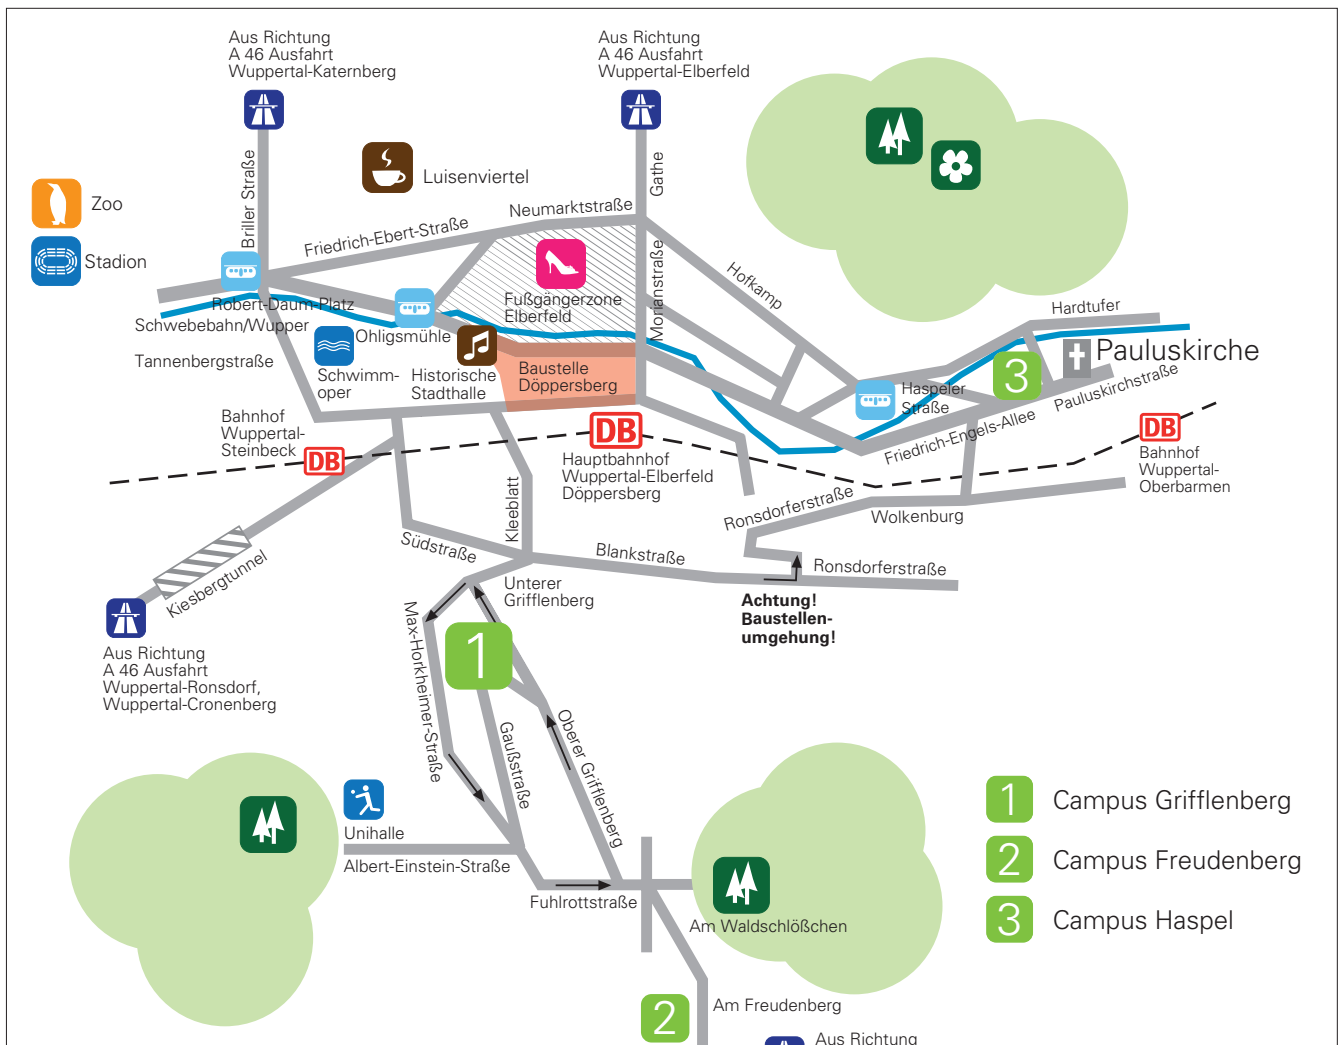 Aus Richtung
A 46 Ausfahrt
Wuppertal-Katernberg
Aus Richtung
A 46 Ausfahrt
Wuppertal-Elberfeld
Briller Straße
Luisenviertel
Gathe
Zoo
Stadion
Neumarktstraße
Friedrich-Ebert-Straße
Morianstraße
Hofkamp
Fußgängerzone
Elberfeld
Robert-Daum-Platz
Schwebebahn/Wupper
Ohligsmühle
Tannenbergstraße
Schwimm-
oper
Historische
Stadthalle
Baustelle
Döppersberg
Hardtufer
3
Pauluskirche
Pauluskirchstraße
Haspeler
Straße
Friedrich-Engels-Allee
Bahnhof
Wuppertal-
Steinbeck
DB
DB
Hauptbahnhof
Wuppertal-Elberfeld
Döppersberg
DB
Bahnhof
Wuppertal-
Oberbarmen
Kleeblatt
Ronsdorferstraße
Wolkenburg
Südstraße
Blankstraße
Ronsdorferstraße
Kiesbergtunnel
Unterer
Grifflenberg
Achtung!
Baustellen-
umgehung!
Aus Richtung
A 46 Ausfahrt
Wuppertal-Ronsdorf,
Wuppertal-Cronenberg
Max-Horkheimer-Straße
1
Gaußstraße
Oberer Grifflenberg
Unihalle
Albert-Einstein-Straße
Fuhlrottstraße
Am Waldschlößchen
1 Campus Grifflenberg
2 Campus Freudenberg
3 Campus Haspel
2
Am Freudenberg
Aus Richtung